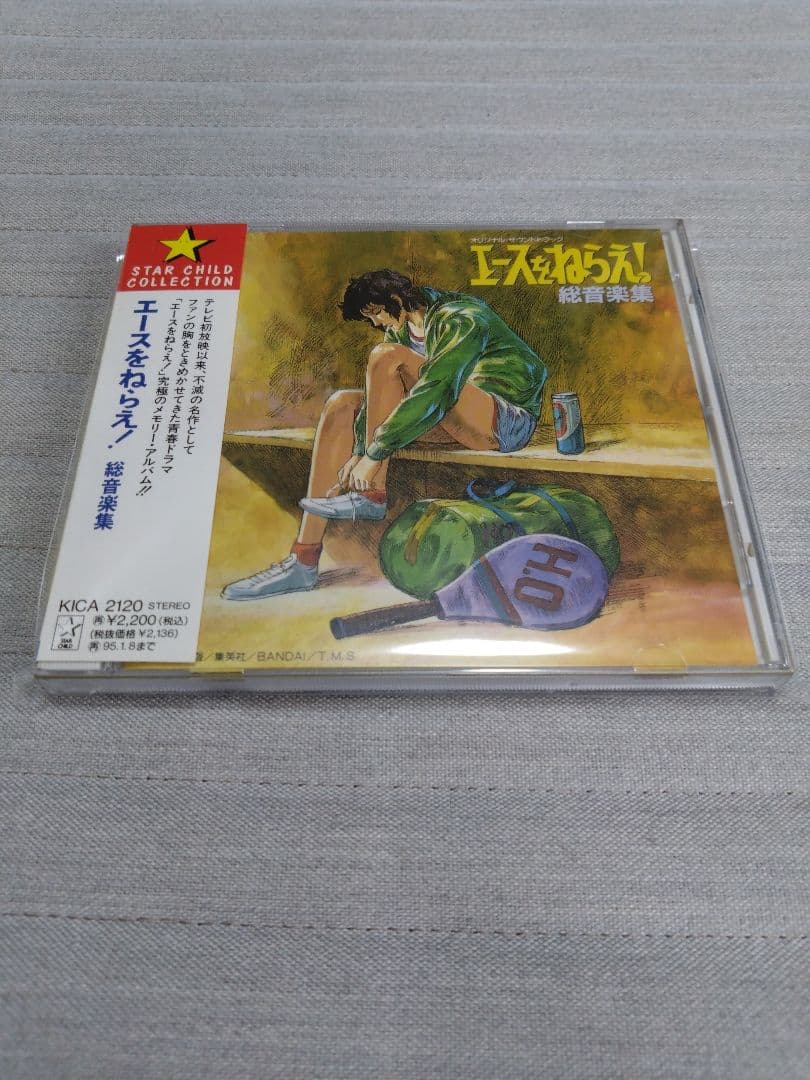 STAR CHILD
COLLECTION
エースをねらえ!
総音楽集
テレビ初放映以来、不滅の名作として
ファンの胸をときめかせてきた青春ドラマ
「エースをねらえ!」究極のメモリー・アルバム!!
KICA 2120 STEREO
再¥2,200(税込)
(税抜価格¥2,136)
再95.1.8まで
STAR
CHILD
オリジナル・サウンドトラック
エースをねらえ!
総音楽集
H.O
/集英社/BANDAI/T.M.S